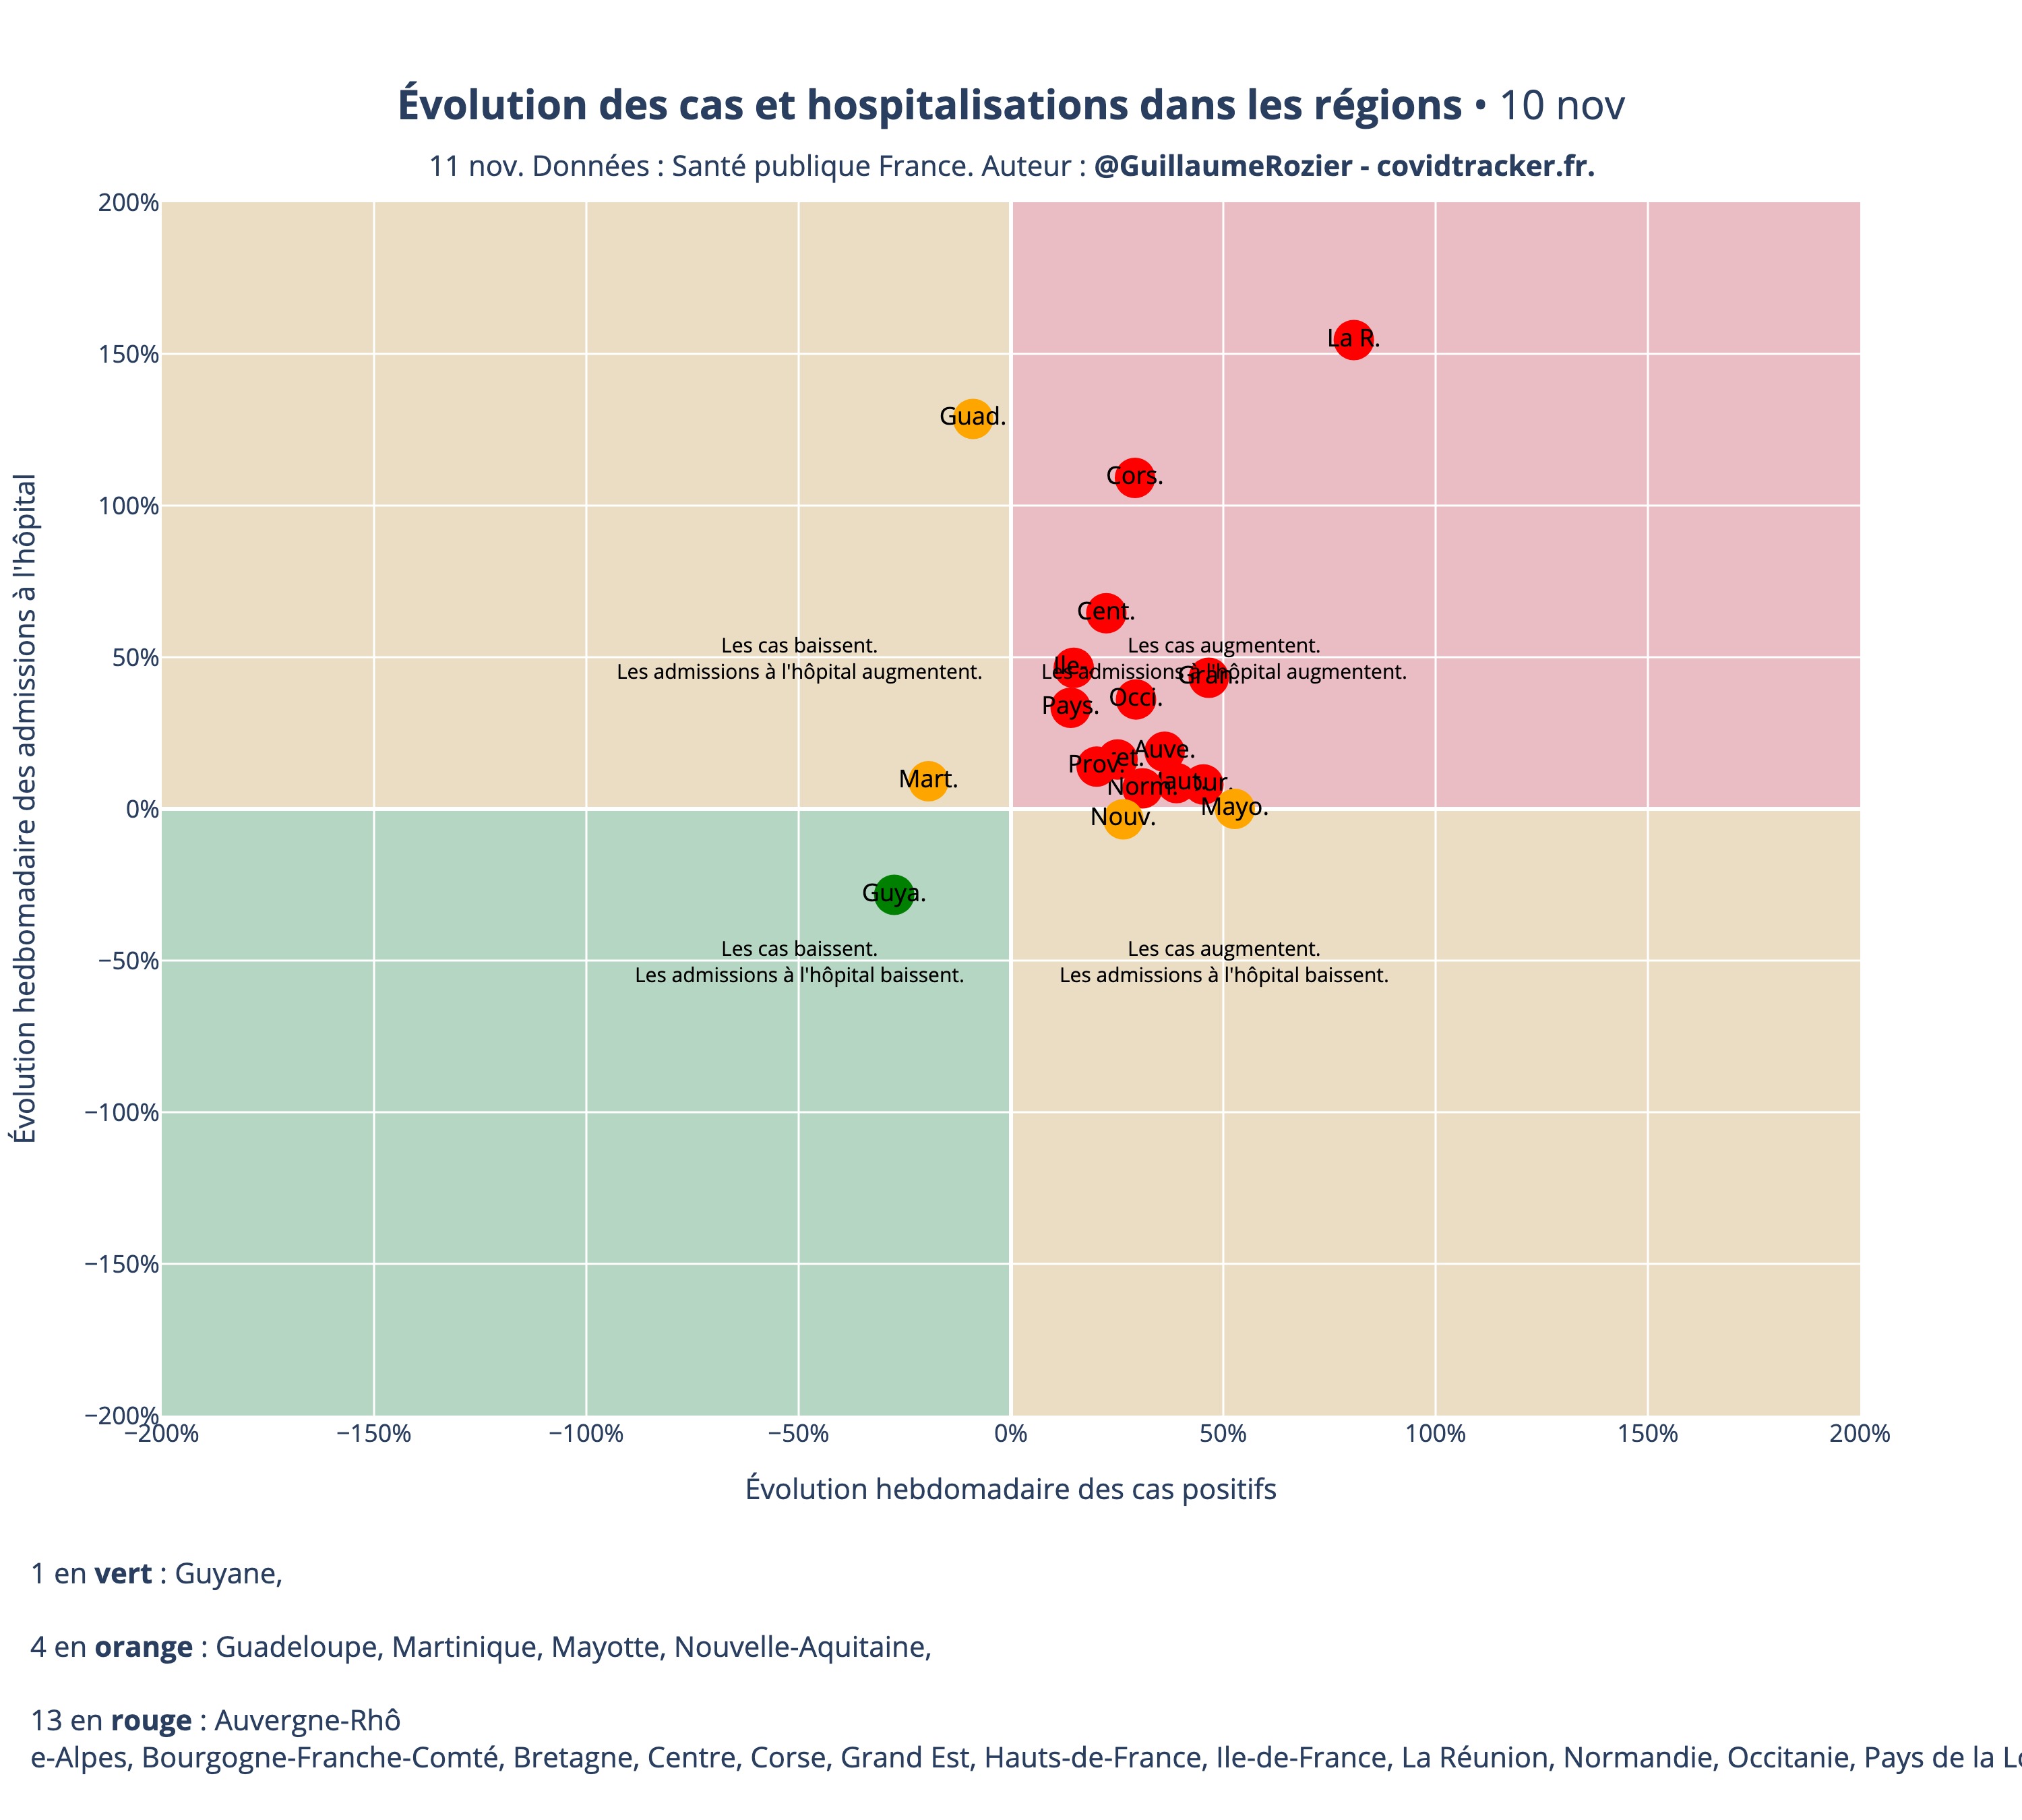 Évolution des cas et hospitalisations dans les régions • 10 nov
11 nov. Données : Santé publique France. Auteur : @GuillaumeRozier - covidtracker.fr.
Évolution hedbomadaire des admissions à l'hôpital
200%
150%
100%
50%
0%
−50%
−100%
−150%
−200%
La R.
Guad.
Cors.
Cent.
Les cas baissent.
Les admissions à l'hôpital augmentent.
Les cas augmentent.
Les admissions à l'hôpital augmentent.
Ile-
Gran.
Occi.
Pays.
Auve.
Prov.
Mart.
Norm.
Mayo.
Nouv.
Guya.
Les cas baissent.
Les admissions à l'hôpital baissent.
Les cas augmentent.
Les admissions à l'hôpital baissent.
−200% −150% −100% −50% 0% 50% 100% 150% 200%
Évolution hebdomadaire des cas positifs
1 en vert : Guyane,
4 en orange : Guadeloupe, Martinique, Mayotte, Nouvelle-Aquitaine,
13 en rouge : Auvergne-Rhô
e-Alpes, Bourgogne-Franche-Comté, Bretagne, Centre, Corse, Grand Est, Hauts-de-France, Ile-de-France, La Réunion, Normandie, Occitanie, Pays de la